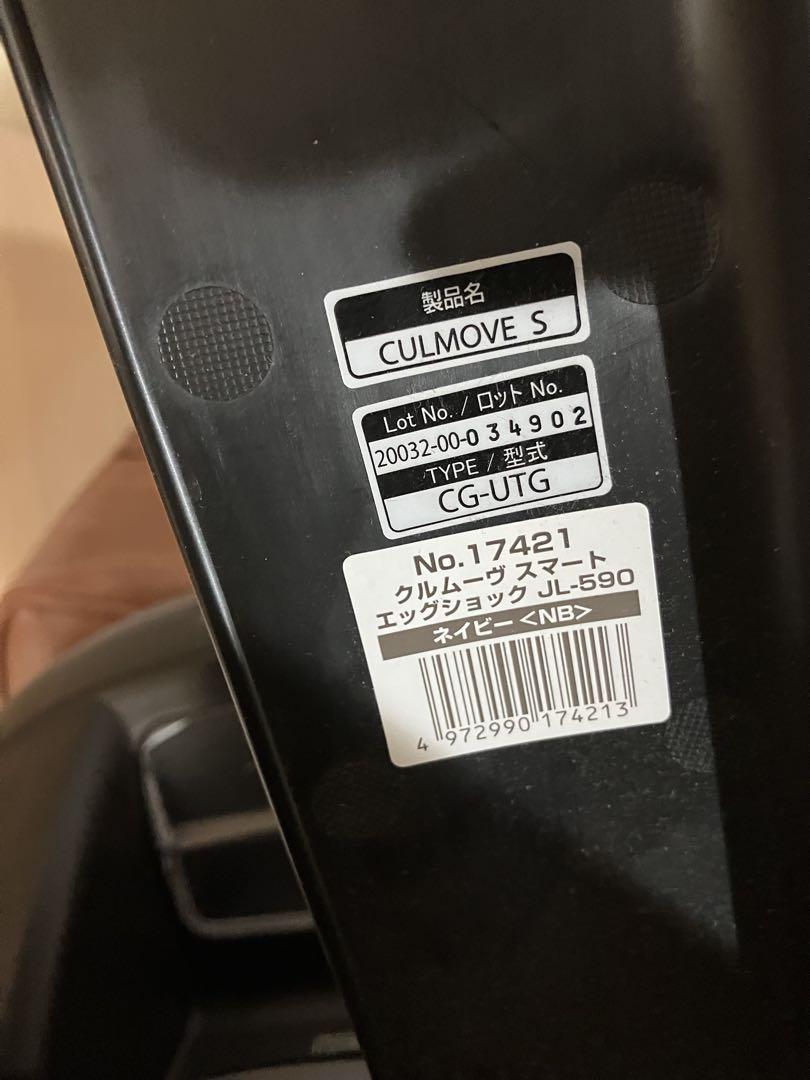 製品名
CULMOVE S
Lot No. / ロット No.
20032-00-034902
TYPE / 型式
CG-UTG
No.17421
クルムーヴ スマート
エッグショック JL-590
ネイビー <NB>
4 972990 174213